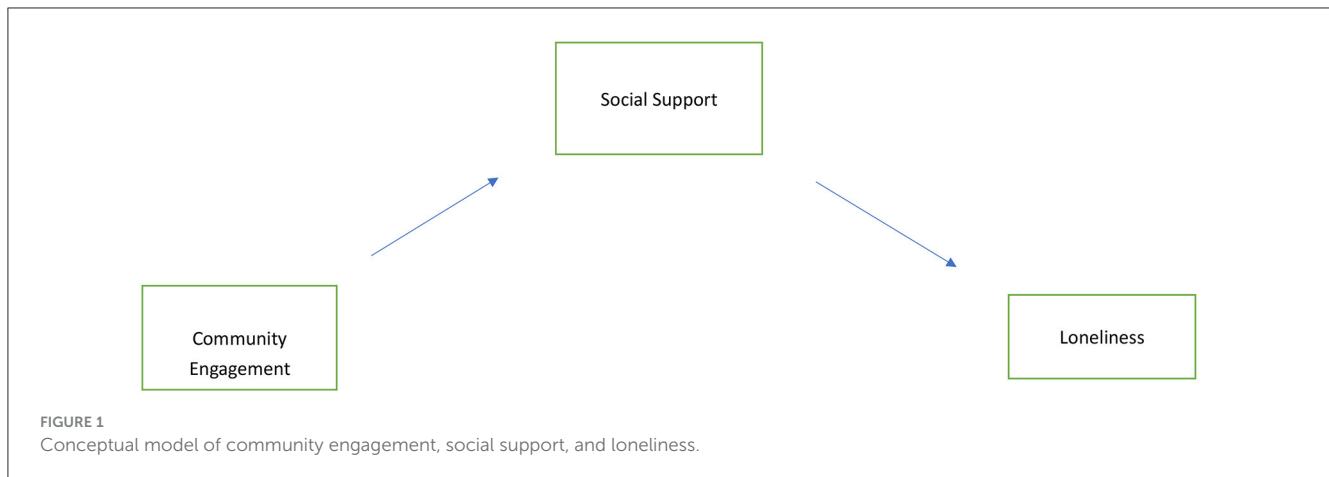 Social Support
Community
Engagement
Loneliness
FIGURE 1
Conceptual model of community engagement, social support, and loneliness.